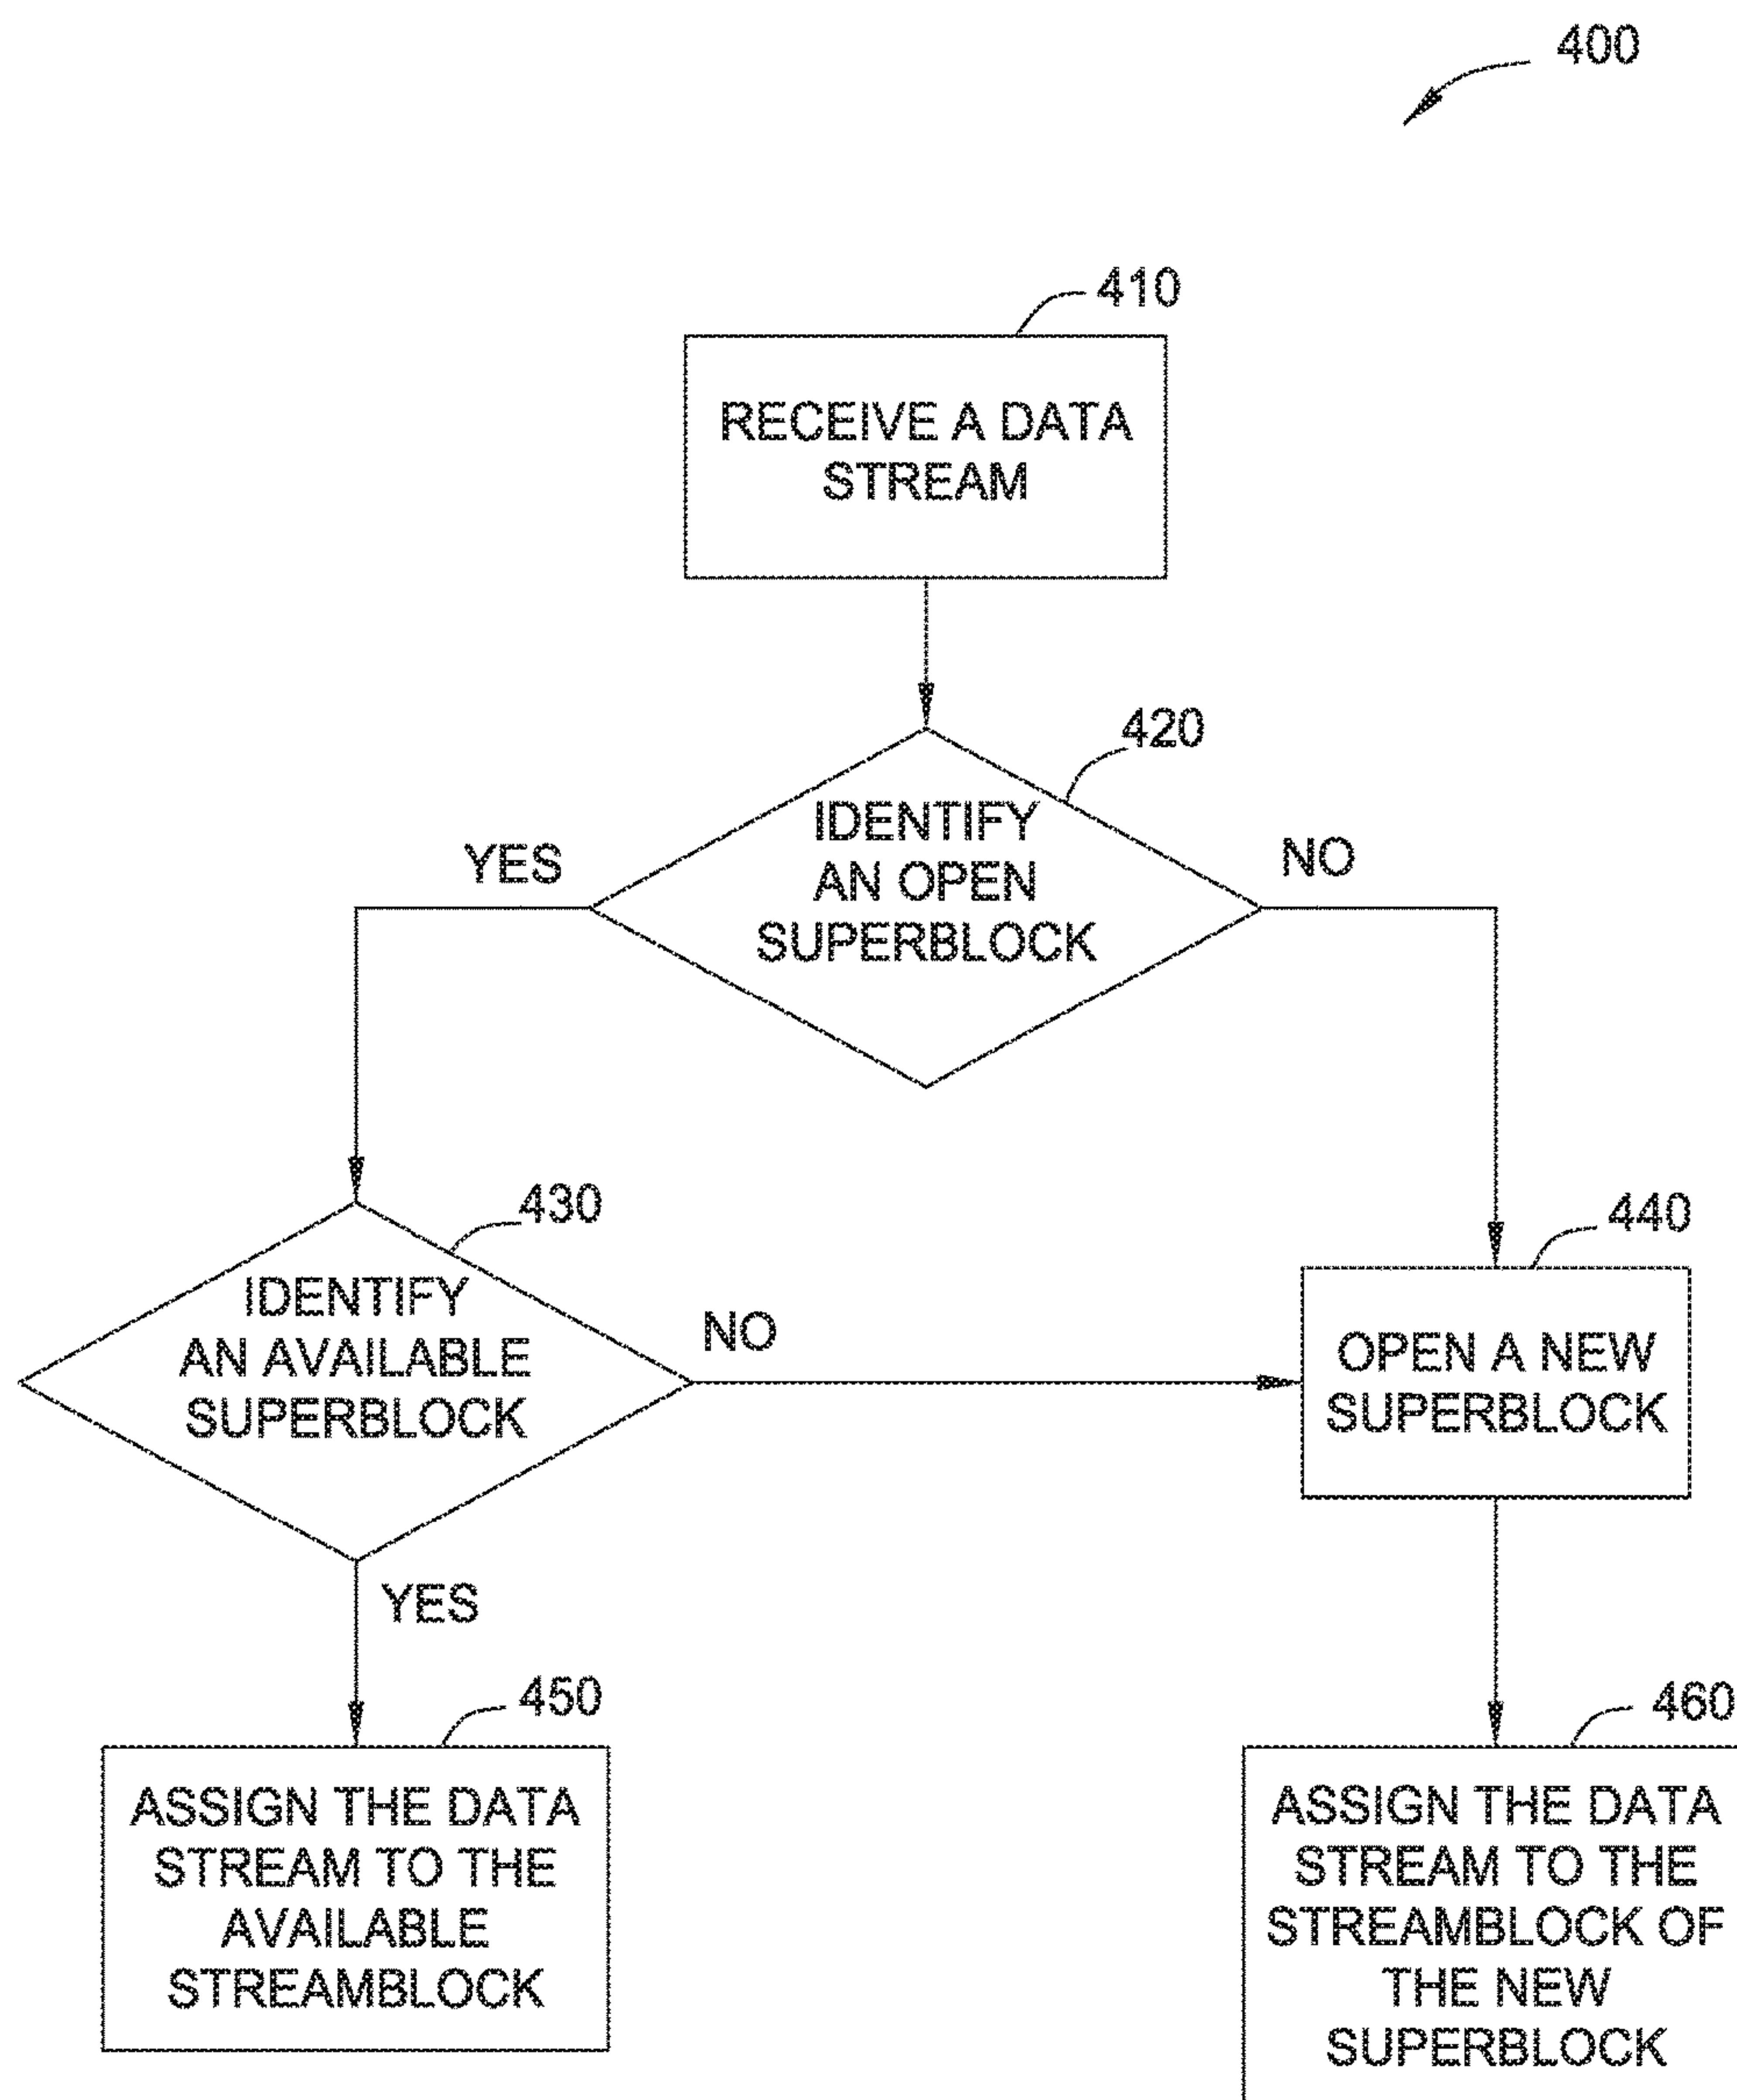 400
410
RECEIVE A DATA
STREAM
420
IDENTIFY
AN OPEN
SUPERBLOCK
YES
NO
430
IDENTIFY
AN AVAILABLE
SUPERBLOCK
NO
440
OPEN A NEW
SUPERBLOCK
YES
450
ASSIGN THE DATA
STREAM TO THE
AVAILABLE
STREAMBLOCK
460
ASSIGN THE DATA
STREAM TO THE
STREAMBLOCK OF
THE NEW
SUPERBLOCK